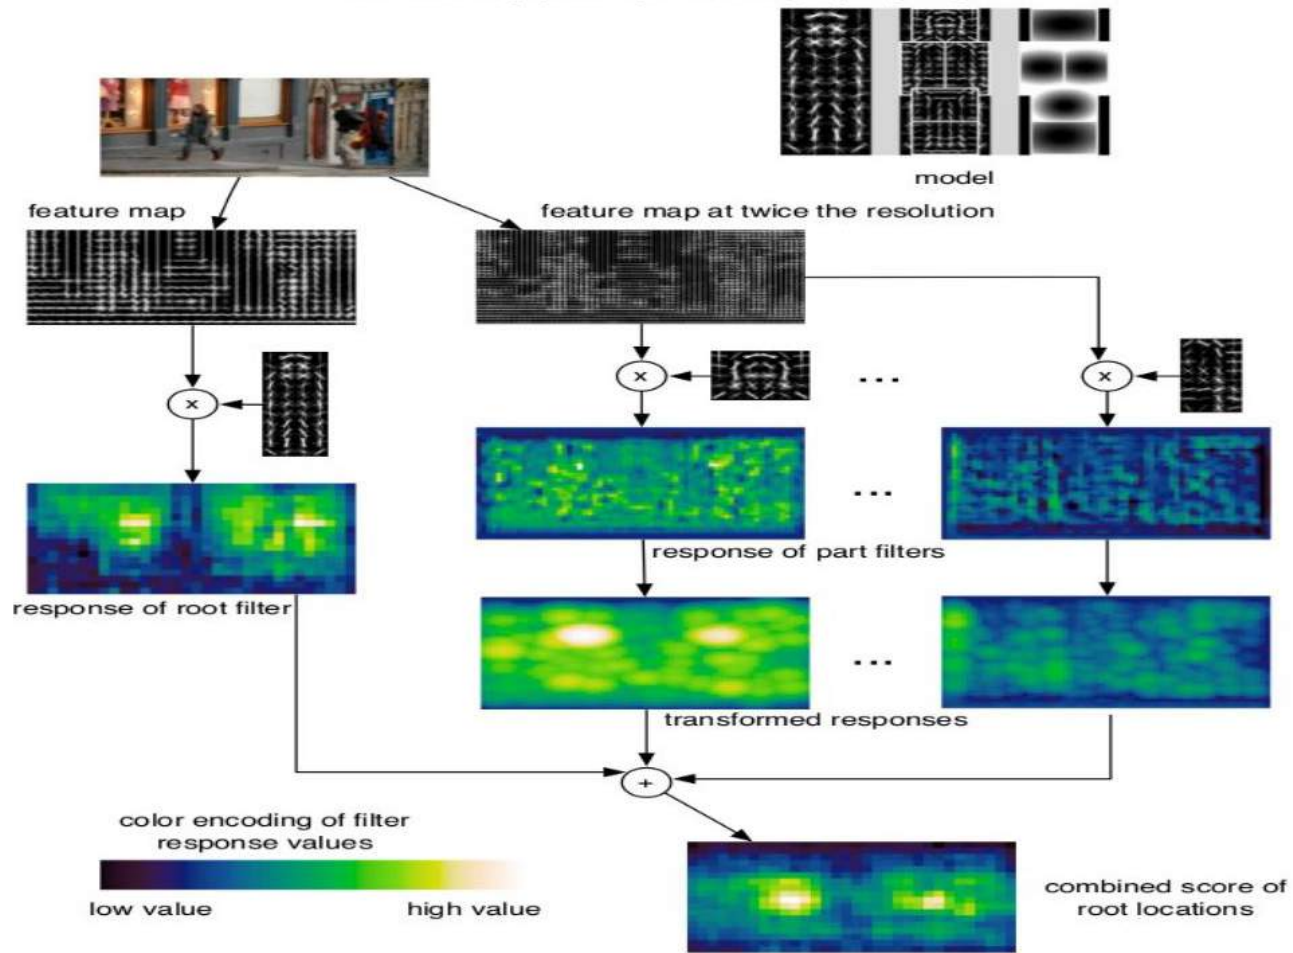 model
feature map
feature map at twice the resolution
x
x
...
x
...
response of part filters
response of root filter
...
transformed responses
+
color encoding of filter
response values
low value
high value
combined score of
root locations